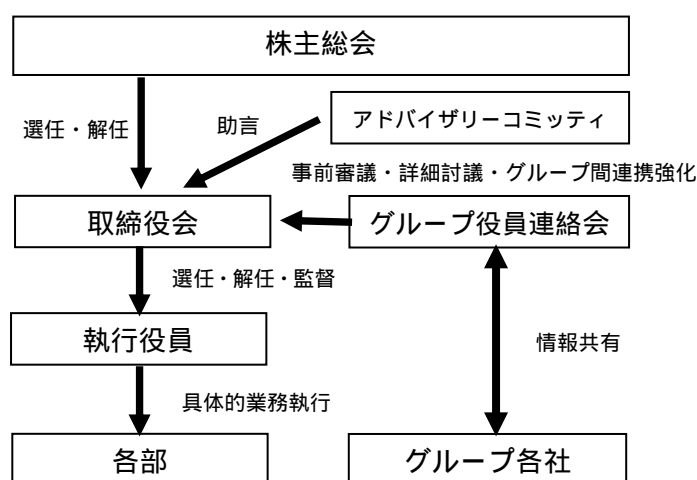 株主総会
選任・解任
助言
アドバイザリーコミッティ
事前審議・詳細討議・グループ間連携強化
取締役会
グループ役員連絡会
選任・解任・監督
執行役員
情報共有
具体的業務執行
各部
グループ各社